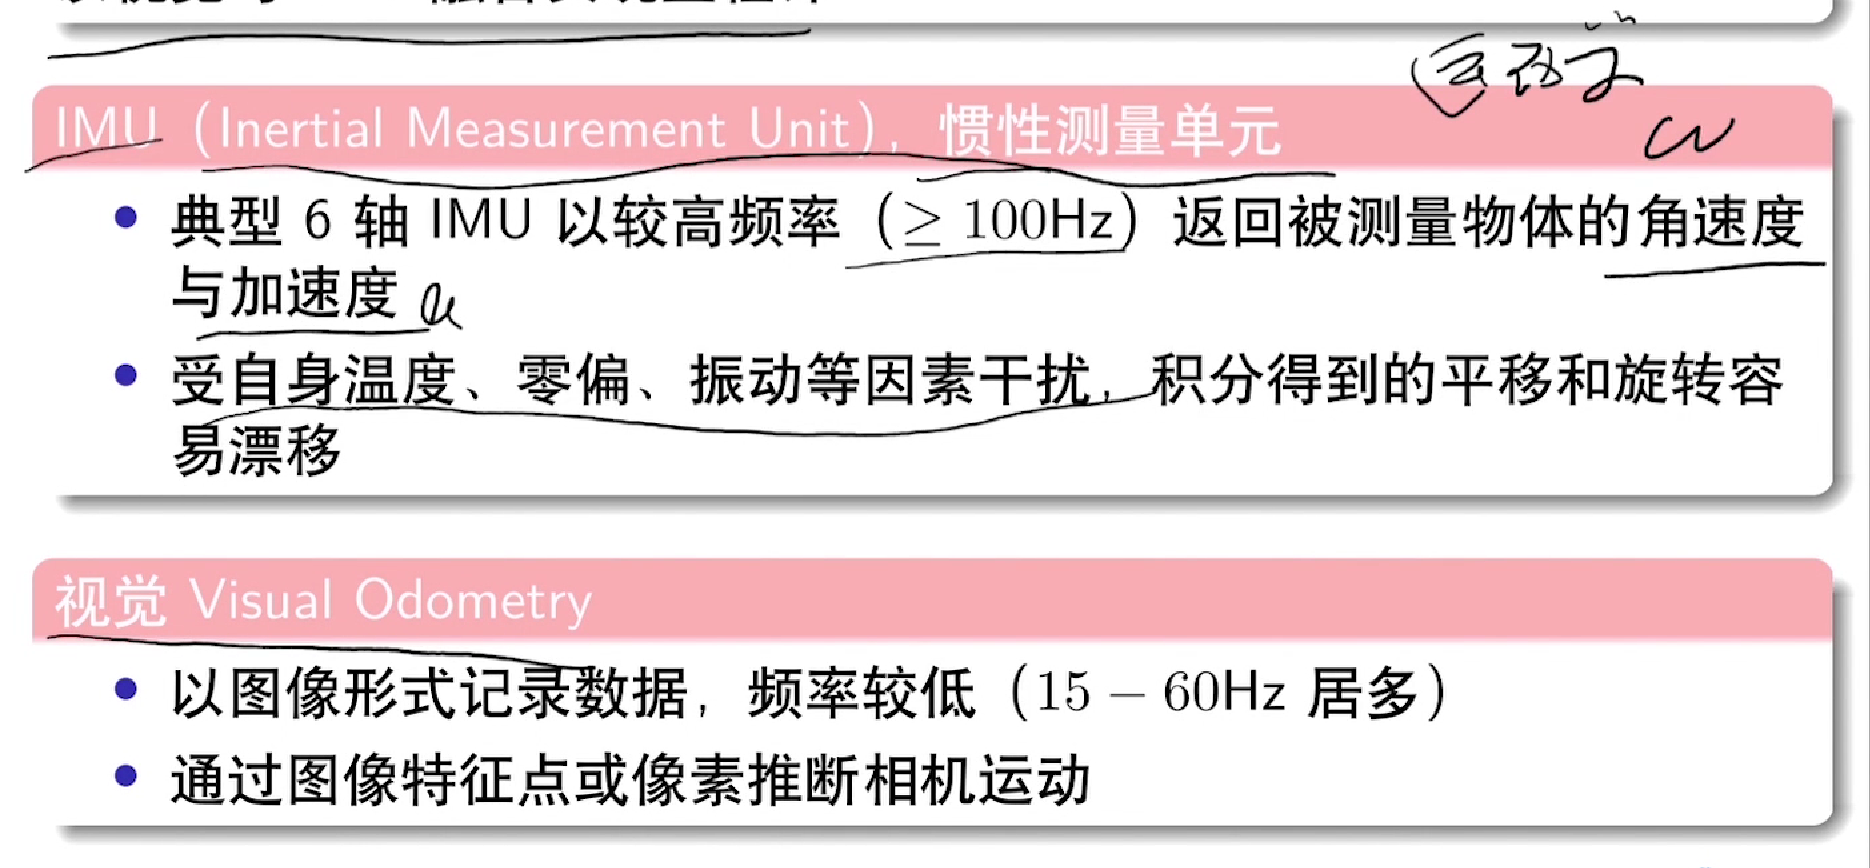 IMU (Inertial Measurement Unit), 惯性测量单元
ω
典型 6 轴 IMU 以较高频率 (≥ 100Hz) 返回被测量物体的角速度
与加速度 a
受自身温度、零偏、振动等因素干扰, 积分得到的平移和旋转容
易漂移
视觉 Visual Odometry
以图像形式记录数据, 频率较低 (15 − 60Hz 居多)
通过图像特征点或像素推断相机运动